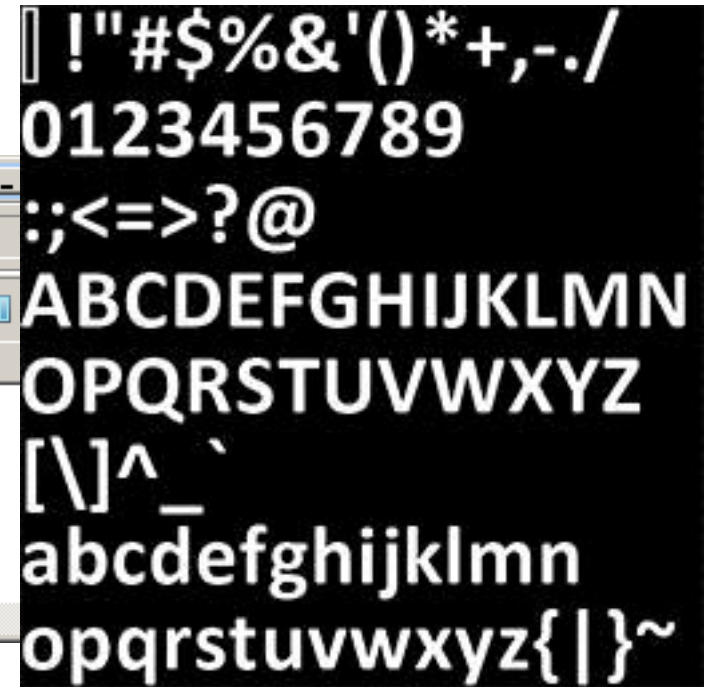 !"#$%&'()*+,-./
0123456789
:;<=>?@
ABCDEFGHIJKLMN
OPQRSTUVWXYZ
[\]^_`
abcdefghijklmn
opqrstuvwxyz{|}~